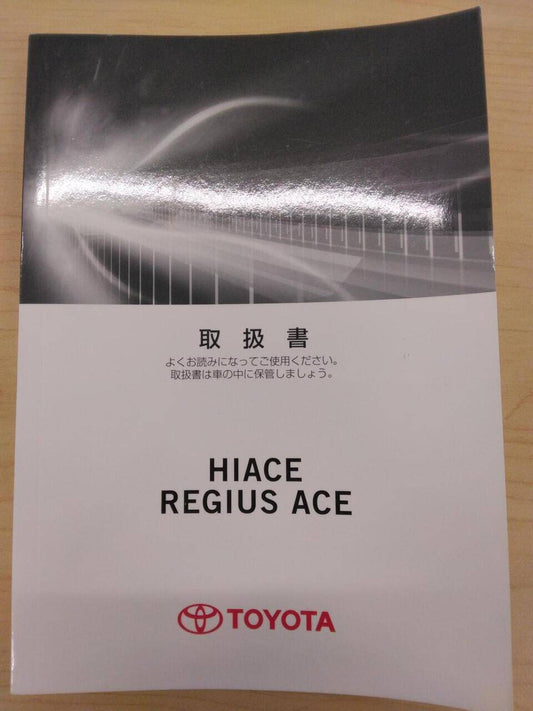 取扱書
よくお読みになってご使用ください。
取扱書は車の中に保管しましょう。
HIACE
REGIUS ACE
TOYOTA